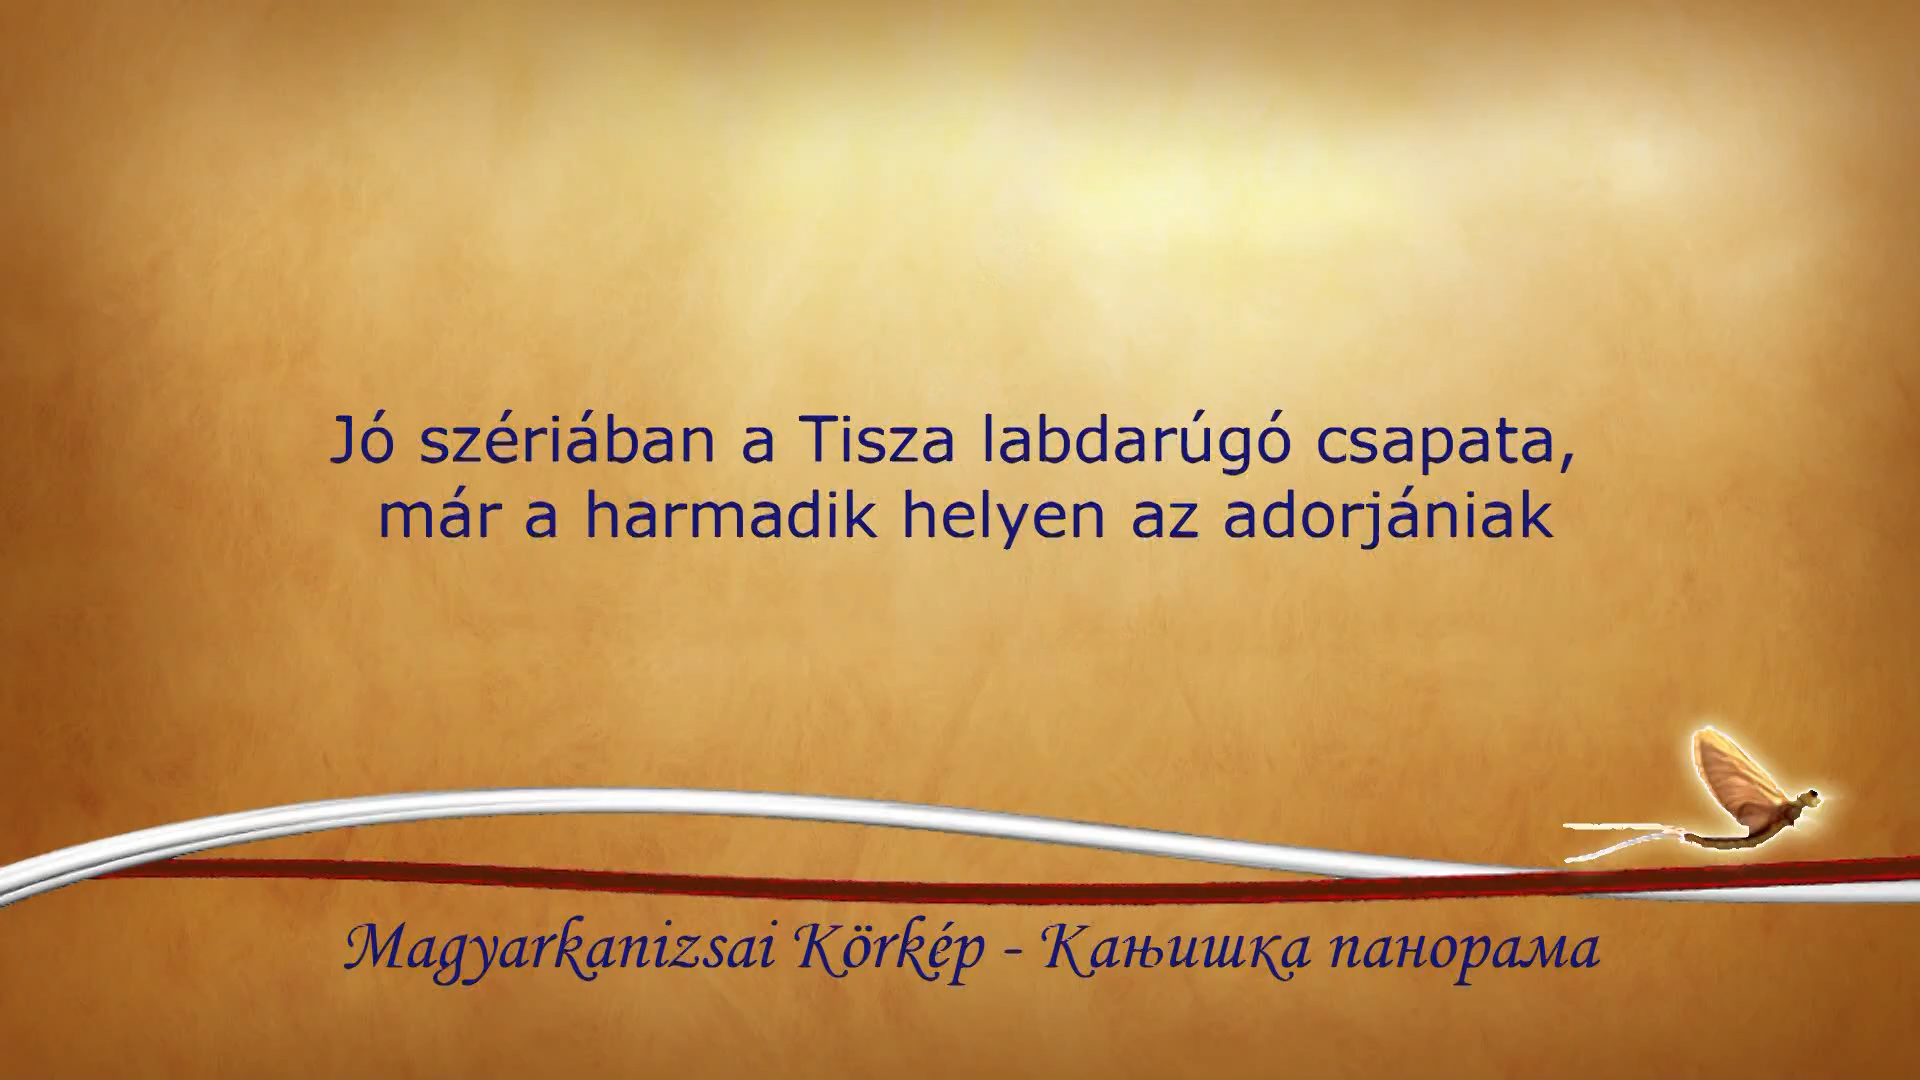 Jó szériában a Tisza labdarúgó csapata,
már a harmadik helyen az adorjániak
Magyarkanizsai Körkép - Кањишка панорама